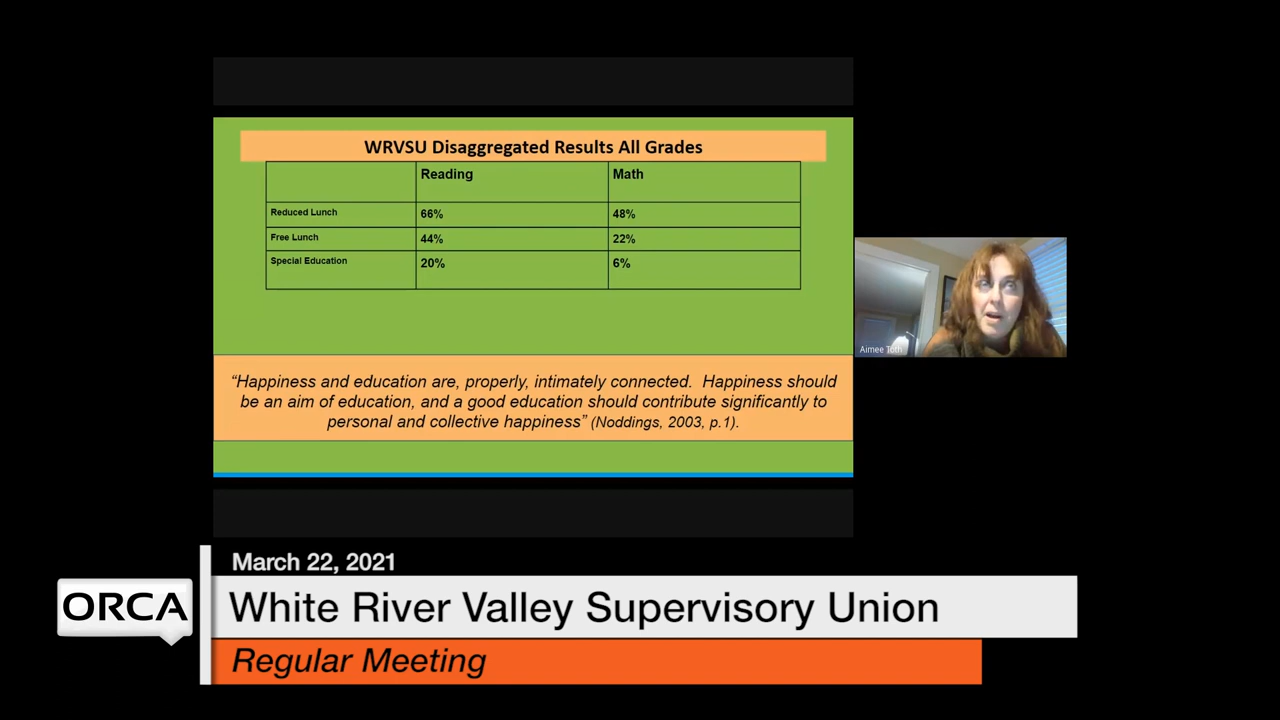 WRVSU Disaggregated Results All Grades
Reading Math
Reduced Lunch 66% 48%
Free Lunch 44% 22%
Special Education 20% 6%
“Happiness and education are, properly, intimately connected. Happiness should
be an aim of education, and a good education should contribute significantly to
personal and collective happiness” (Noddings, 2003, p.1).
Aimee Toth
March 22, 2021
ORCA
White River Valley Supervisory Union
Regular Meeting